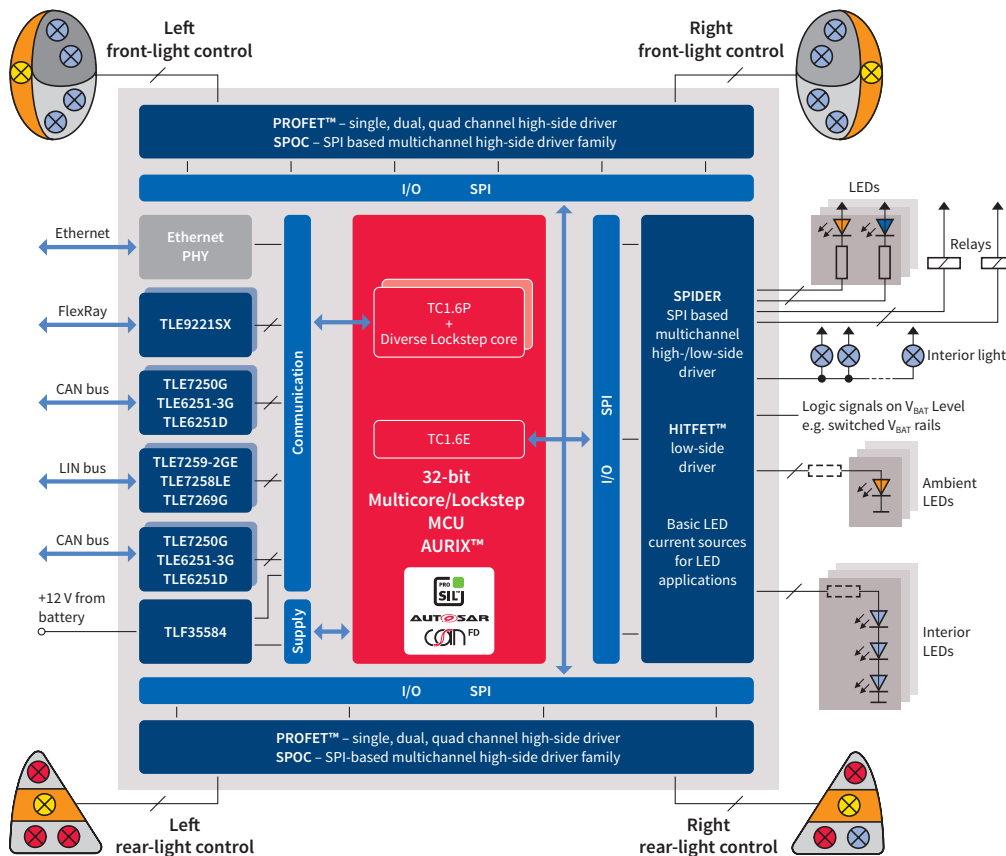 Left
front-light control
Right
front-light control
PROFET™ – single, dual, quad channel high-side driver
SPOC – SPI based multichannel high-side driver family
I/O SPI
LEDs
Relays
Ethernet
Ethernet
PHY
FlexRay
TLE9221SX
CAN bus
TLE7250G
TLE6251-3G
TLE6251D
LIN bus
TLE7259-2GE
TLE7258LE
TLE7269G
CAN bus
TLE7250G
TLE6251-3G
TLE6251D
+12 V from
battery
TLF35584
Communication
Supply
TC1.6P
+
Diverse Lockstep core
TC1.6E
32-bit
Multicore/Lockstep
MCU
AURIX™
PRO
SIL™
AUTOSAR
CAN FD
I/O SPI
SPIDER
SPI based
multichannel
high-/low-side
driver
HITFET™
low-side
driver
Basic LED
current sources
for LED
applications
Interior light
Logic signals on VBAT Level
e.g. switched VBAT rails
Ambient
LEDs
Interior
LEDs
I/O SPI
PROFET™ – single, dual, quad channel high-side driver
SPOC – SPI-based multichannel high-side driver family
Left
rear-light control
Right
rear-light control